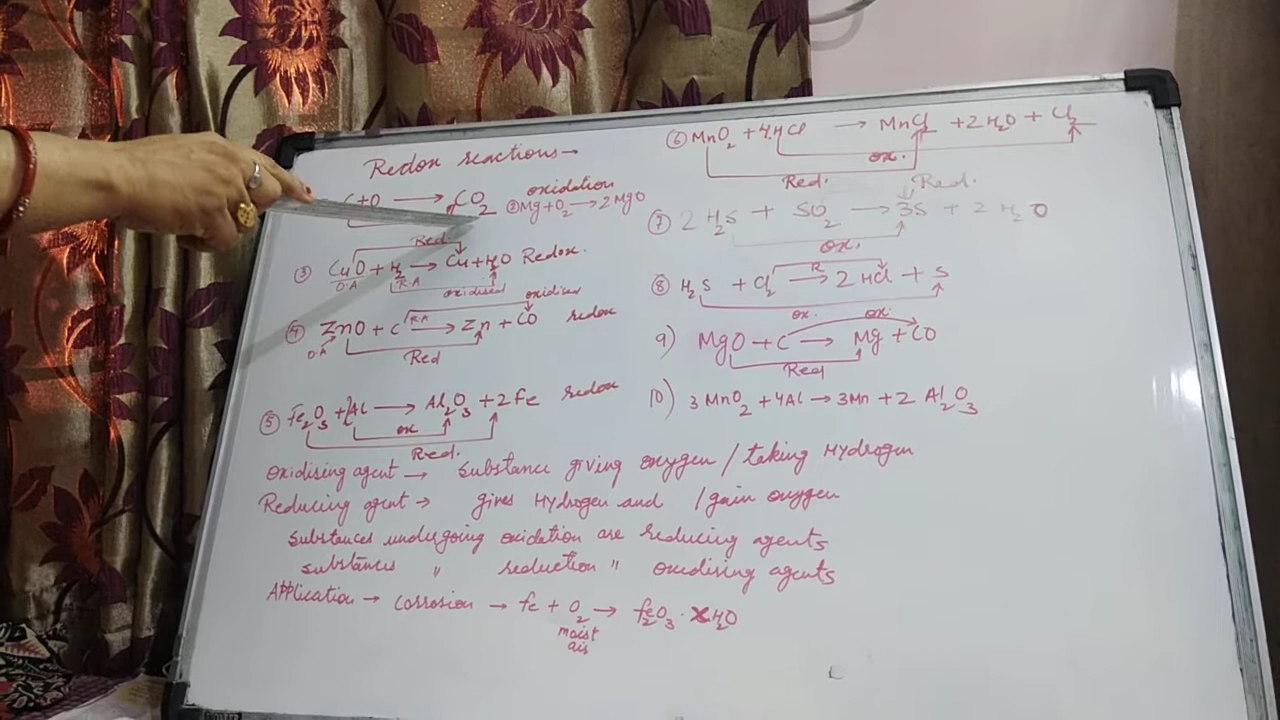 Redox reactions→
C+O → CO2 oxidation
② Mg+O2 → 2MgO
③ CuO + H2 → Cu + H2O Redox.
Red.
O.A R.A oxidised
④ ZnO + C → Zn + CO redox
R.A oxidised
O.A Red
⑤ Fe2O3 + 2Al → Al2O3 + 2Fe redox
ox
Red.
⑥ MnO2 + 4HCl → MnCl2 + 2H2O + Cl2
ox.
Red.
⑦ 2H2S + SO2 → 3S + 2H2O
Red.
ox.
⑧ H2S + Cl2 → 2HCl + S
R
ox.
9) MgO + C → Mg + CO
ox.
Red
10) 3MnO2 + 4Al → 3Mn + 2Al2O3
Oxidising agent → Substance giving oxygen / taking Hydrogen
Reducing agent → gives Hydrogen and / gain oxygen
Substances undergoing oxidation are reducing agents
substances " reduction " oxidising agents
Application → Corrosion → fe + O2 → fe2O3 . XH2O
moist
air